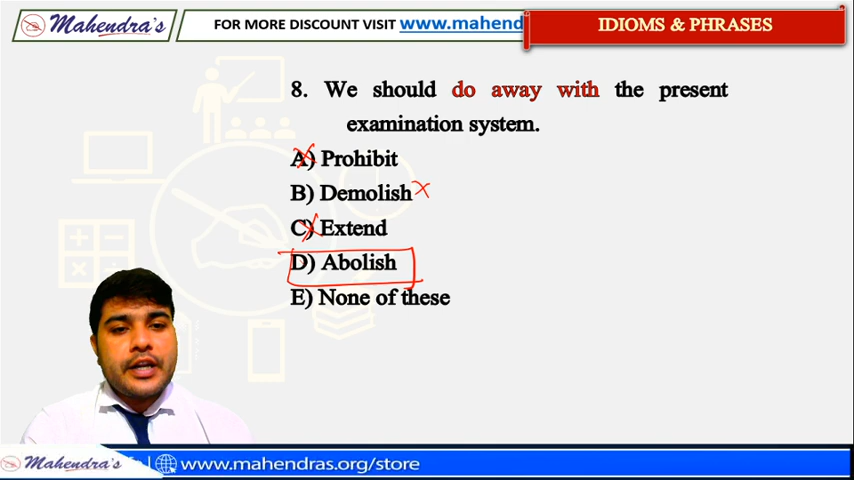 Mahendra's
FOR MORE DISCOUNT VISIT www.mahend
IDIOMS & PHRASES
8. We should do away with the present
examination system.
A) Prohibit
B) Demolish
C) Extend
D) Abolish
E) None of these
Mahendra's
www.mahendras.org/store